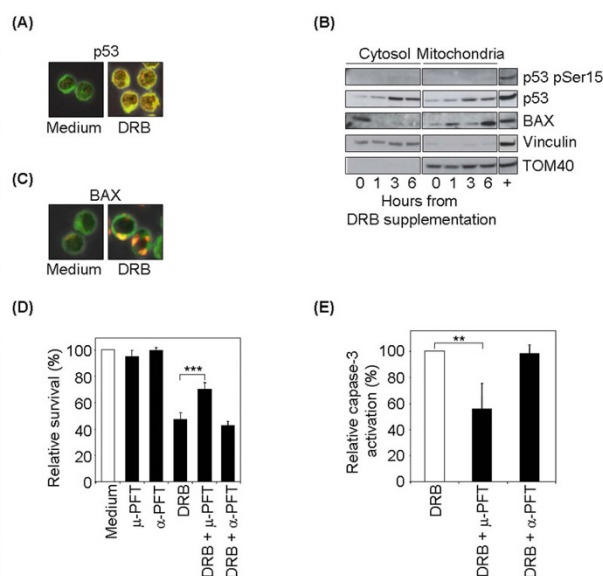 (A)
p53
Medium DRB
(B)
Cytosol Mitochondria
p53 pSer15
p53
BAX
Vinculin
TOM40
0 1 3 6 0 1 3 6 +
Hours from
DRB supplementation
(C)
BAX
Medium DRB
(D)
Relative survival (%)
100
80
60
40
20
0
***
Medium
μ-PFT
α-PFT
DRB
DRB + μ-PFT
DRB + α-PFT
(E)
Relative capase-3
activation (%)
100
80
60
40
20
0
**
DRB
DRB + μ-PFT
DRB + α-PFT